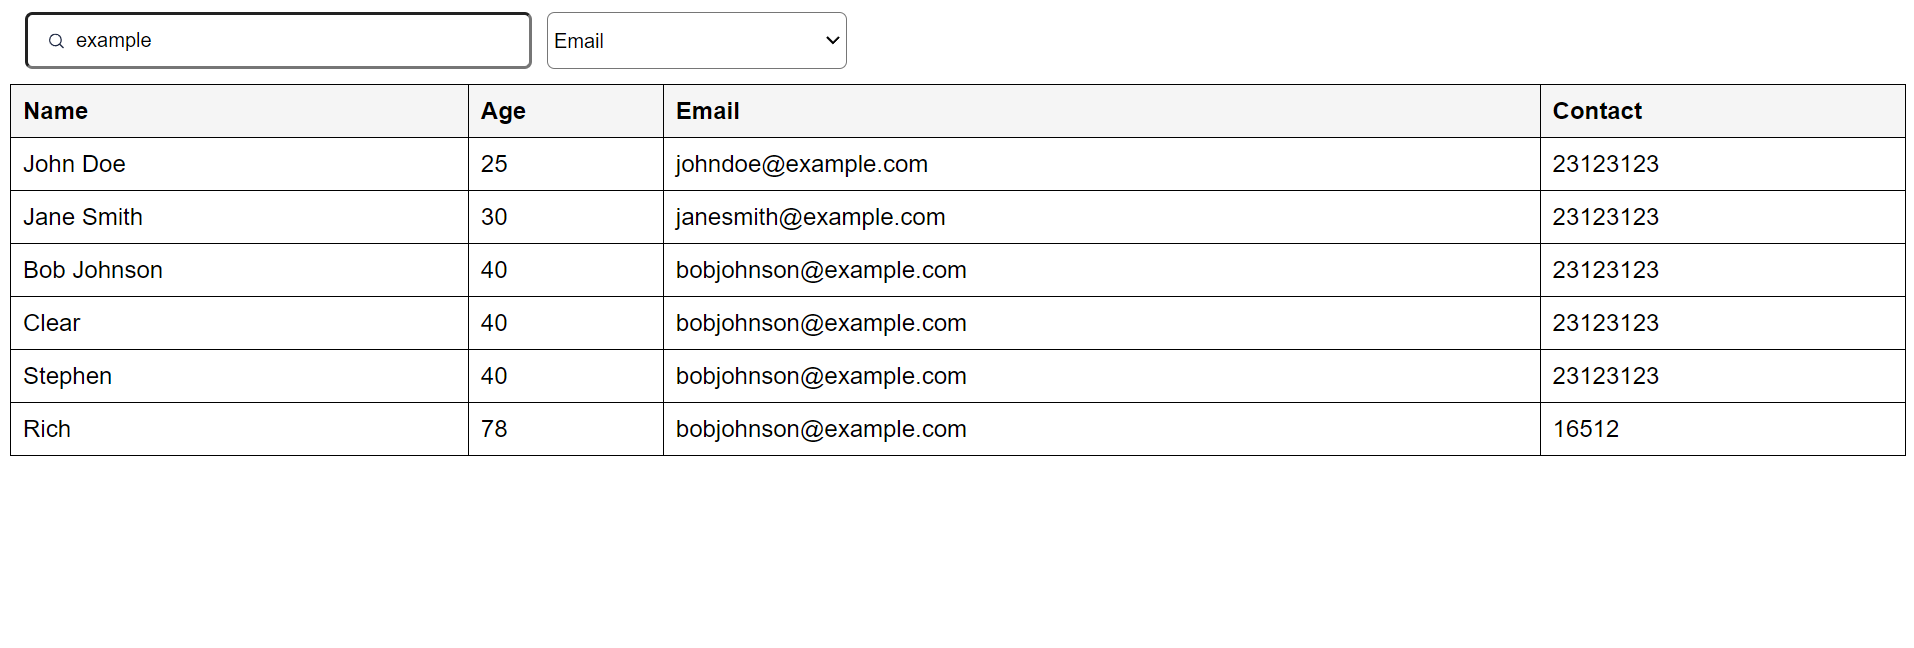 example Email
Name Age Email Contact
John Doe 25 johndoe@example.com 23123123
Jane Smith 30 janesmith@example.com 23123123
Bob Johnson 40 bobjohnson@example.com 23123123
Clear 40 bobjohnson@example.com 23123123
Stephen 40 bobjohnson@example.com 23123123
Rich 78 bobjohnson@example.com 16512